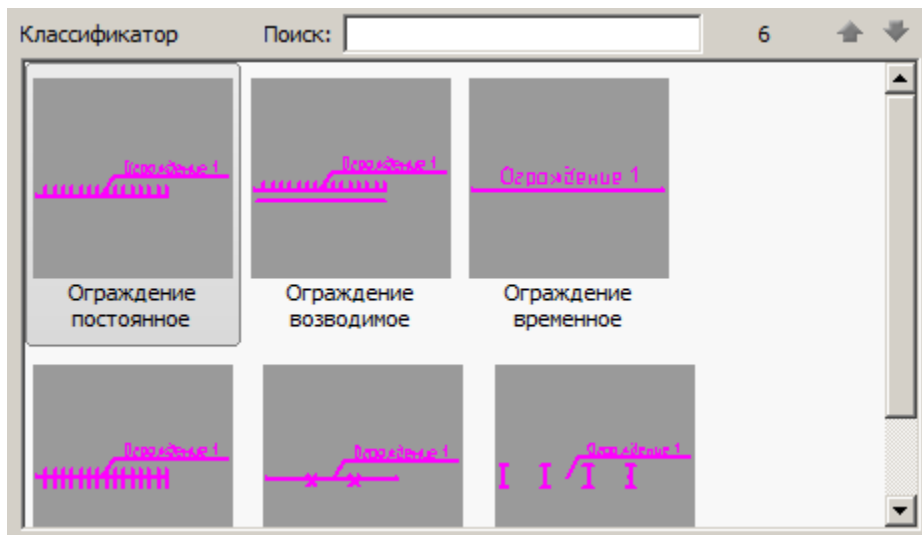 Классификатор Поиск: 6
Ограждение 1 Ограждение 1 Ограждение 1
Ограждение Ограждение Ограждение
постоянное возводимое временное
Ограждение 1 Ограждение 1 Ограждение 1